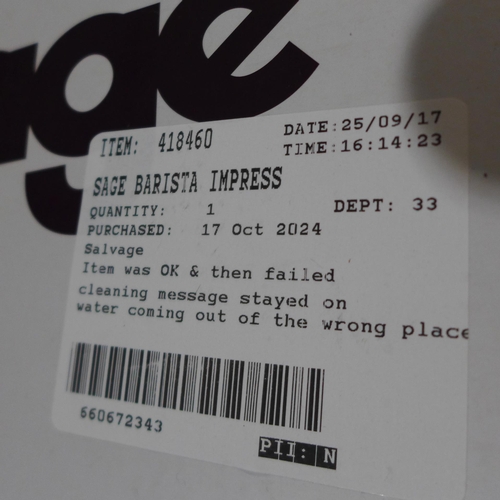 age
ITEM: 418460 DATE:25/09/17
TIME:16:14:23
SAGE BARISTA IMPRESS
QUANTITY: 1 DEPT: 33
PURCHASED: 17 Oct 2024
Salvage
Item was OK & then failed
cleaning message stayed on
water coming out of the wrong place
660672343
PII: N